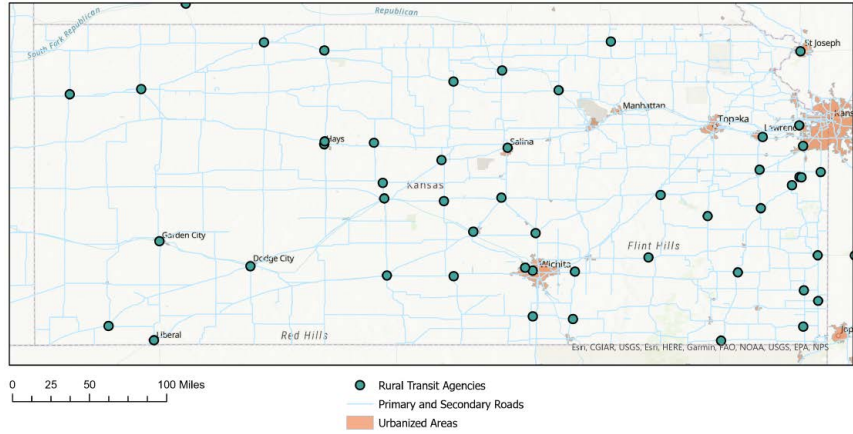 South Fork Republican
Republican
St Joseph
Manhattan
Topeka
Lawrence
Kans
Hays
Salina
Kansas
Garden City
Dodge City
Flint Hills
Wichita
Liberal
Red Hills
Jop
Esri, CGIAR, USGS, Esri, HERE, Garmin, FAO, NOAA, USGS, EPA, NPS
0 25 50 100 Miles
Rural Transit Agencies
Primary and Secondary Roads
Urbanized Areas